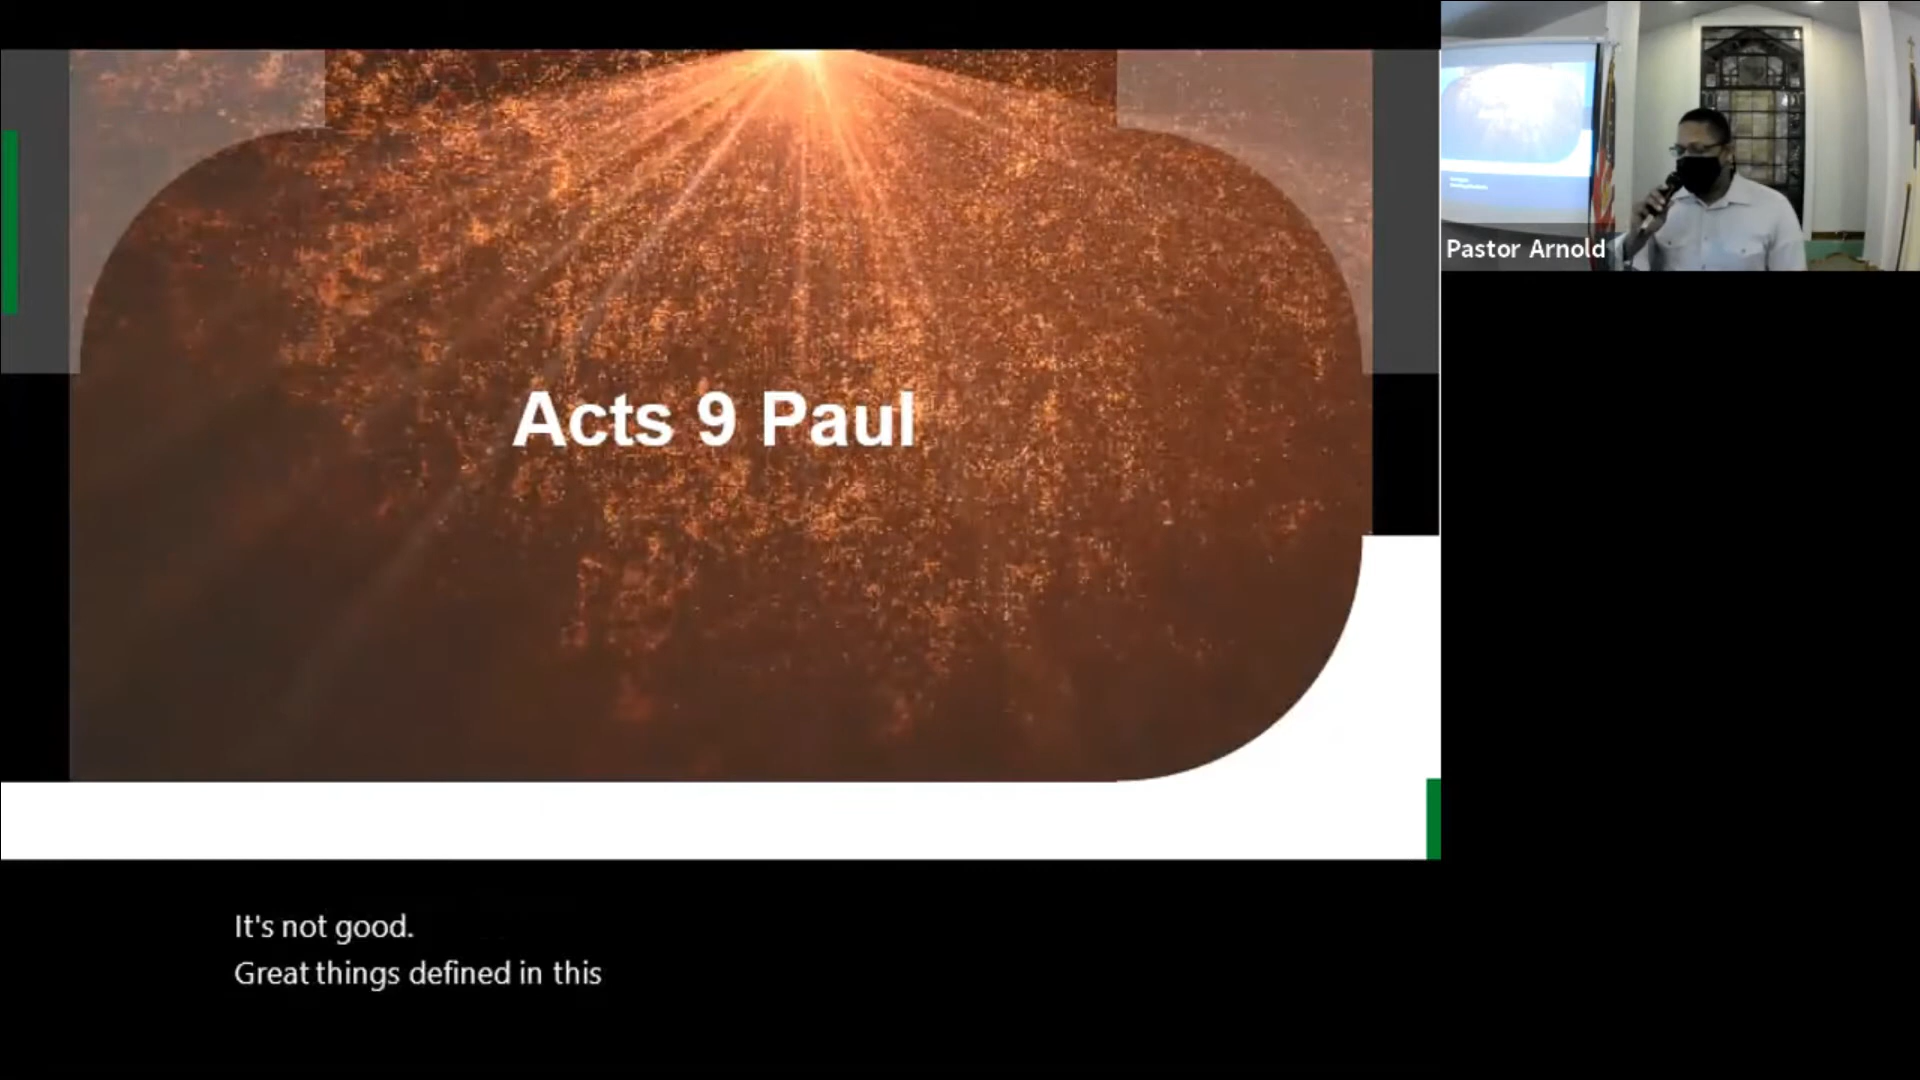 Acts 9 Paul
Pastor Arnold
It's not good.
Great things defined in this